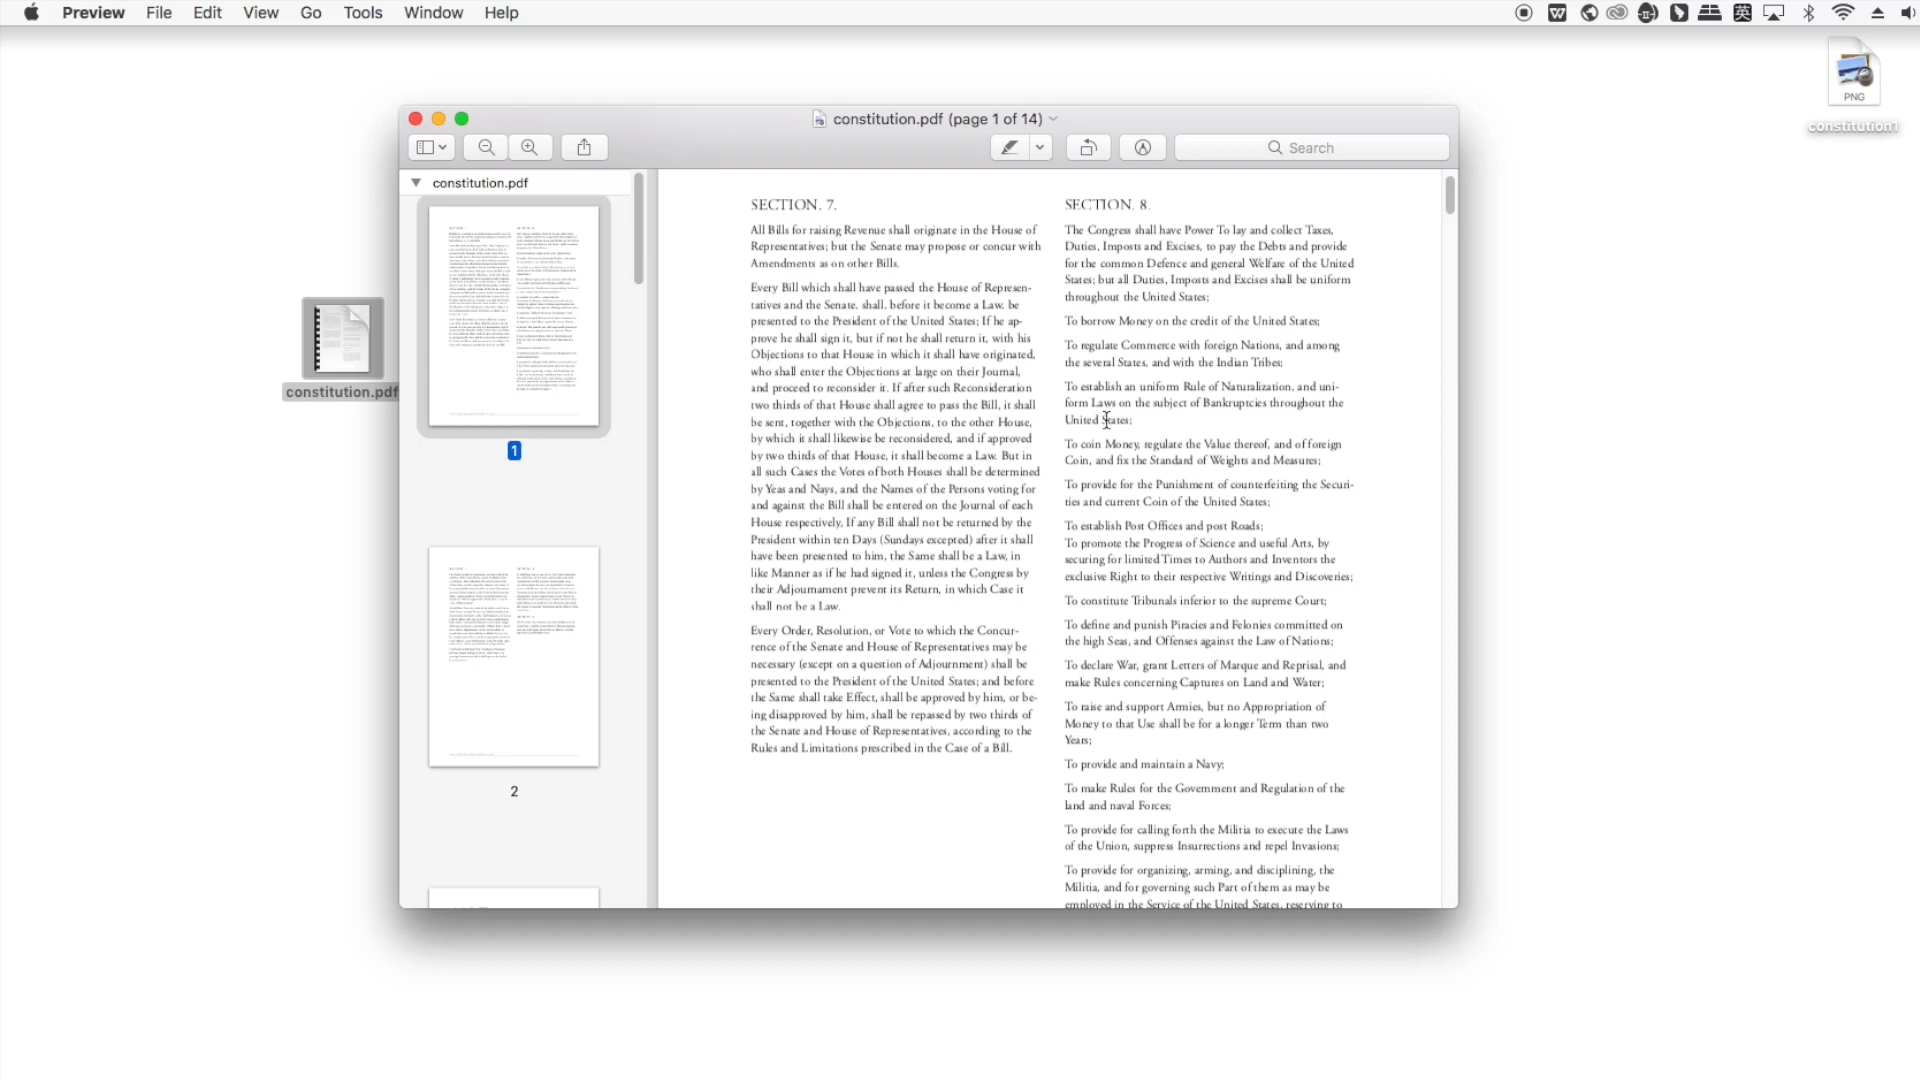 Preview File Edit View Go Tools Window Help
英
PNG
constitution1
constitution.pdf
constitution.pdf (page 1 of 14)
Search
constitution.pdf
1
2
SECTION. 7.
All Bills for raising Revenue shall originate in the House of
Representatives; but the Senate may propose or concur with
Amendments as on other Bills.
Every Bill which shall have passed the House of Represen-
tatives and the Senate, shall, before it become a Law, be
presented to the President of the United States; If he ap-
prove he shall sign it, but if not he shall return it, with his
Objections to that House in which it shall have originated,
who shall enter the Objections at large on their Journal,
and proceed to reconsider it. If after such Reconsideration
two thirds of that House shall agree to pass the Bill, it shall
be sent, together with the Objections, to the other House,
by which it shall likewise be reconsidered, and if approved
by two thirds of that House, it shall become a Law. But in
all such Cases the Votes of both Houses shall be determined
by Yeas and Nays, and the Names of the Persons voting for
and against the Bill shall be entered on the Journal of each
House respectively, If any Bill shall not be returned by the
President within ten Days (Sundays excepted) after it shall
have been presented to him, the Same shall be a Law, in
like Manner as if he had signed it, unless the Congress by
their Adjournament prevent its Return, in which Case it
shall not be a Law.
Every Order, Resolution, or Vote to which the Concur-
rence of the Senate and House of Representatives may be
necessary (except on a question of Adjournment) shall be
presented to the President of the United States; and before
the Same shall take Effect, shall be approved by him, or be-
ing disapproved by him, shall be repassed by two thirds of
the Senate and House of Representatives, according to the
Rules and Limitations prescribed in the Case of a Bill.
SECTION. 8.
The Congress shall have Power To lay and collect Taxes,
Duties, Imposts and Excises, to pay the Debts and provide
for the common Defence and general Welfare of the United
States; but all Duties, Imposts and Excises shall be uniform
throughout the United States;
To borrow Money on the credit of the United States;
To regulate Commerce with foreign Nations, and among
the several States, and with the Indian Tribes;
To establish an uniform Rule of Naturalization, and uni-
form Laws on the subject of Bankruptcies throughout the
United States;
To coin Money, regulate the Value thereof, and of foreign
Coin, and fix the Standard of Weights and Measures;
To provide for the Punishment of counterfeiting the Securi-
ties and current Coin of the United States;
To establish Post Offices and post Roads;
To promote the Progress of Science and useful Arts, by
securing for limited Times to Authors and Inventors the
exclusive Right to their respective Writings and Discoveries;
To constitute Tribunals inferior to the supreme Court;
To define and punish Piracies and Felonies committed on
the high Seas, and Offenses against the Law of Nations;
To declare War, grant Letters of Marque and Reprisal, and
make Rules concerning Captures on Land and Water;
To raise and support Armies, but no Appropriation of
Money to that Use shall be for a longer Term than two
Years;
To provide and maintain a Navy;
To make Rules for the Government and Regulation of the
land and naval Forces;
To provide for calling forth the Militia to execute the Laws
of the Union, suppress Insurrections and repel Invasions;
To provide for organizing, arming, and disciplining, the
Militia, and for governing such Part of them as may be
employed in the Service of the United States, reserving to